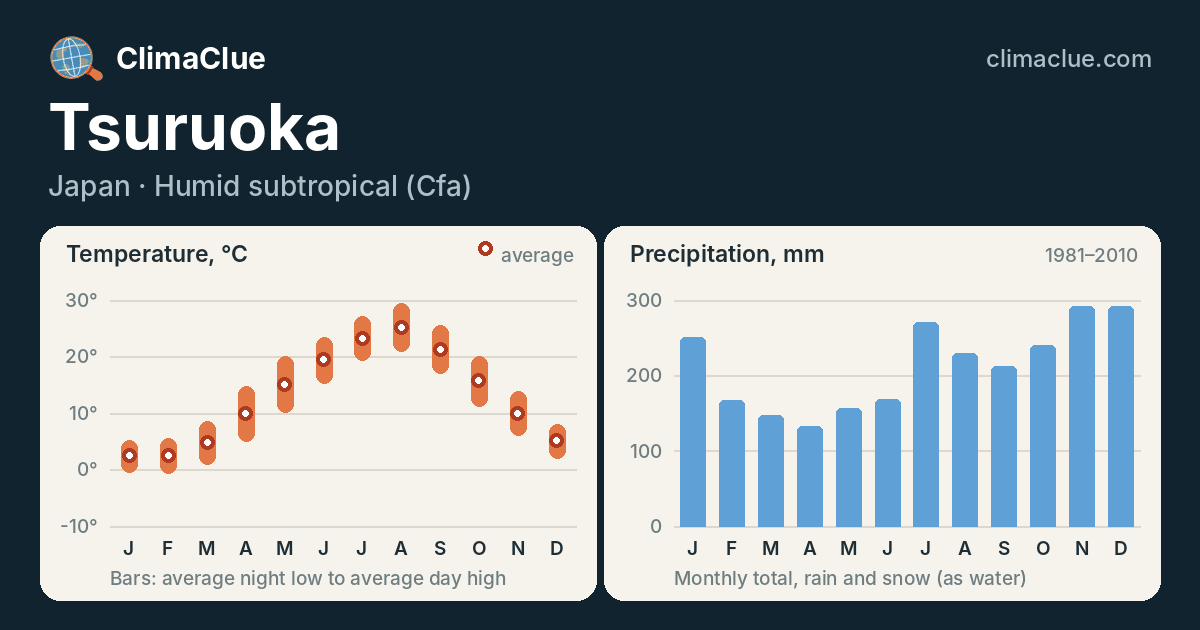 ClimaClue
climaclue.com
Tsuruoka
Japan · Humid subtropical (Cfa)
Temperature, °C
average
30°
20°
10°
0°
-10°
J F M A M J J A S O N D
Bars: average night low to average day high
Precipitation, mm
1981–2010
300
200
100
0
J F M A M J J A S O N D
Monthly total, rain and snow (as water)